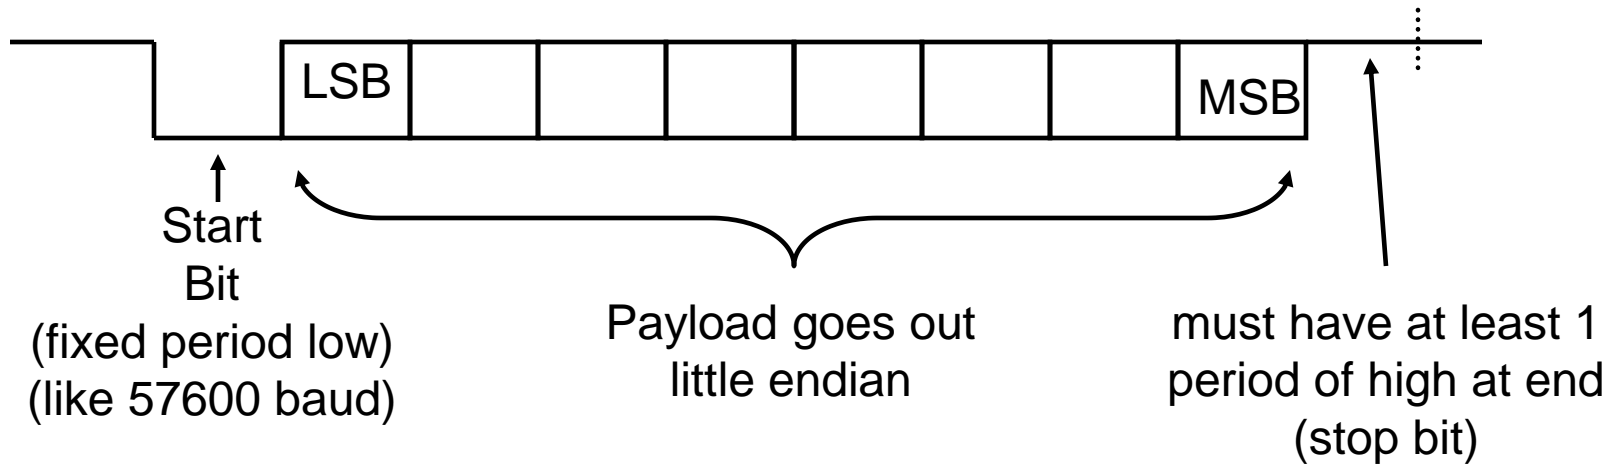 LSB
MSB
Start
Bit
(fixed period low)
(like 57600 baud)
Payload goes out
little endian
must have at least 1
period of high at end
(stop bit)